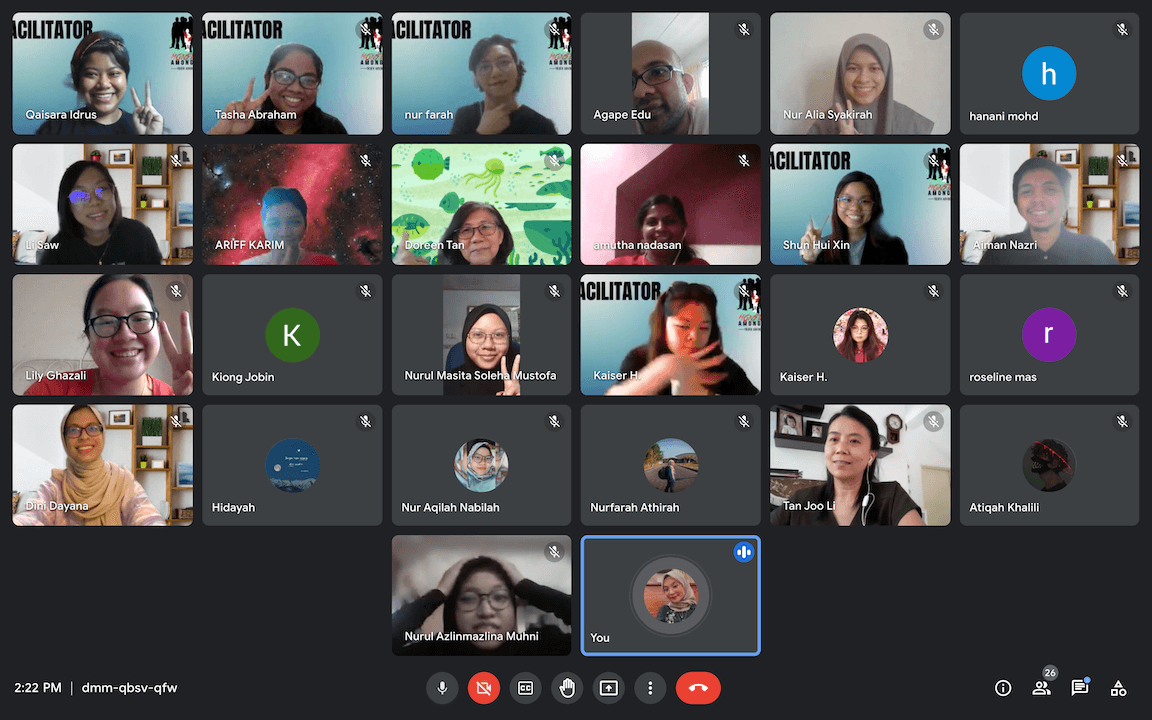 ACILITATOR
Qaisara Idrus
ACILITATOR
Tasha Abraham
ACILITATOR
nur farah
Agape Edu
Nur Alia Syakirah
h
hanani mohd
Li Saw
ARIFF KARIM
Doreen Tan
amutha nadasan
ACILITATOR
Shun Hui Xin
Aiman Nazri
Lily Ghazali
K
Kiong Jobin
Nurul Masita Soleha Mustofa
ACILITATOR
Kaiser H.
Kaiser H.
r
roseline mas
Dini Dayana
Hidayah
Nur Aqilah Nabilah
Nurfarah Athirah
Tan Joo Li
Atiqah Khalili
Nurul Azlinmazlina Muhni
You
2:22 PM | dmm-qbsv-qfw
CC
26